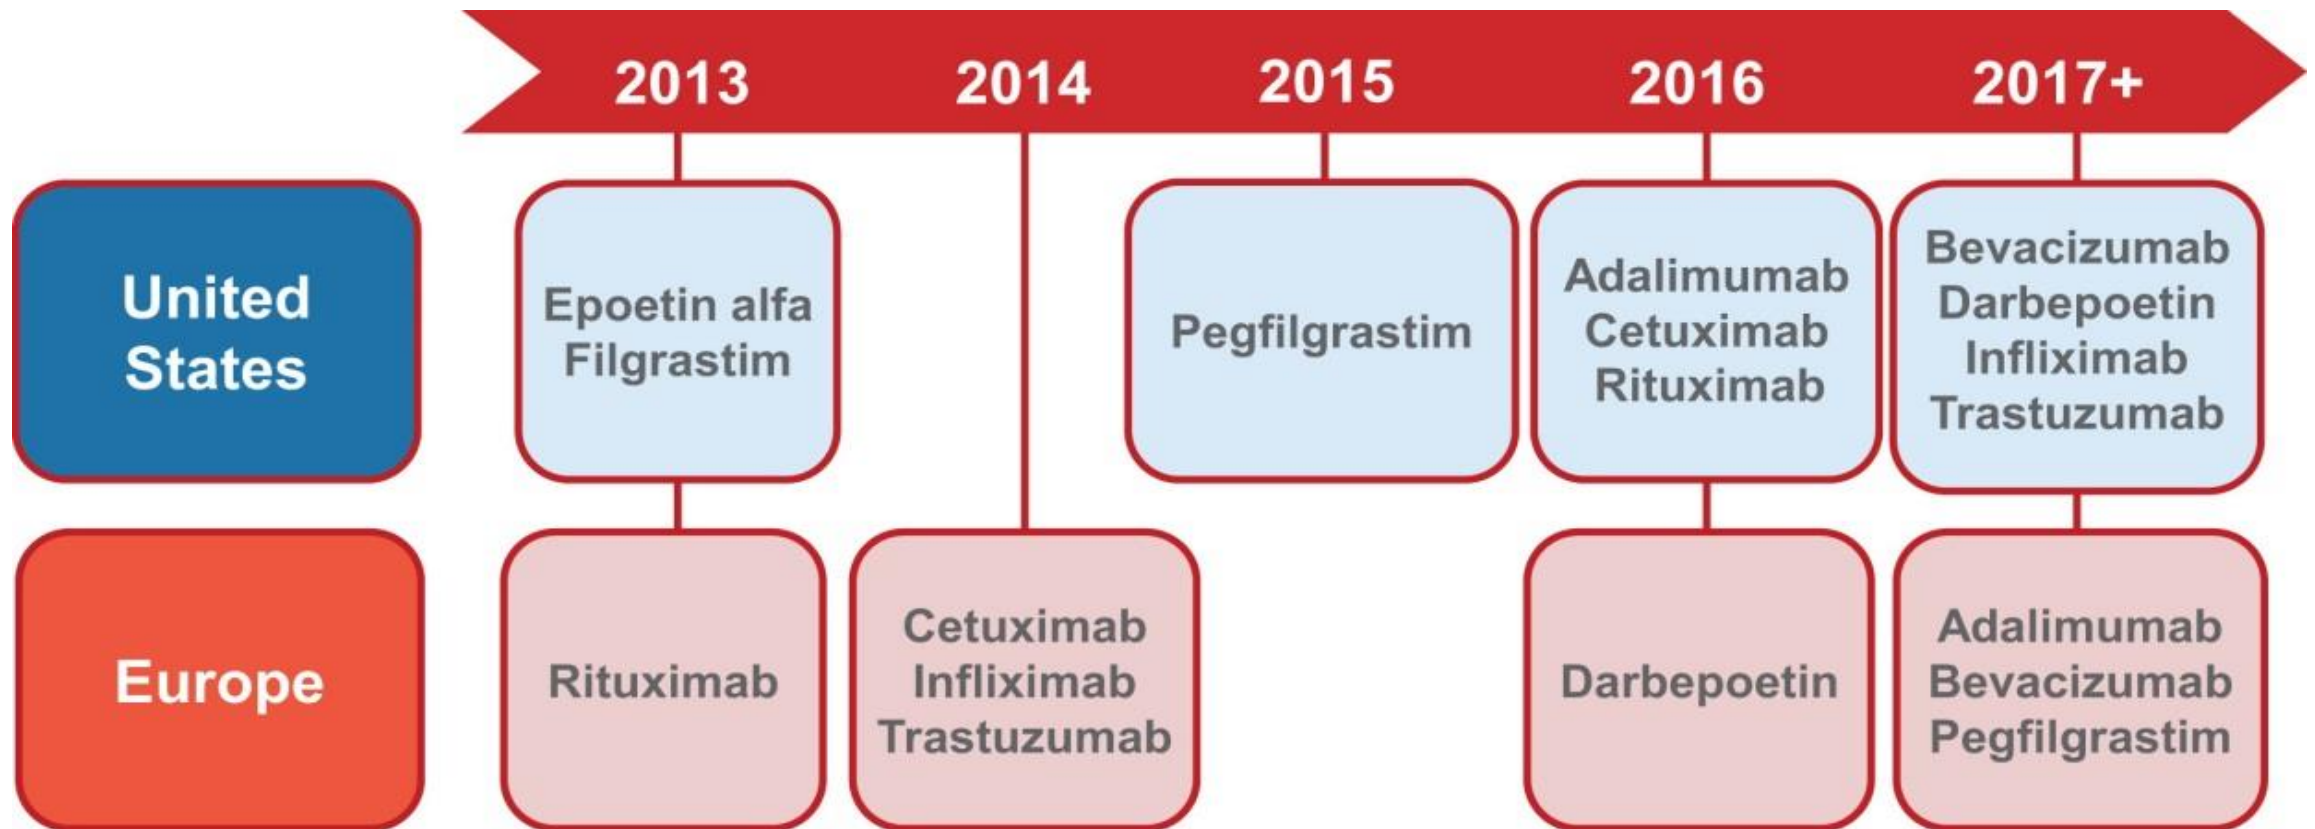 2013
2014
2015
2016
2017+
United
States
Epoetin alfa
Filgrastim
Pegfilgrastim
Adalimumab
Cetuximab
Rituximab
Bevacizumab
Darbepoetin
Infliximab
Trastuzumab
Europe
Rituximab
Cetuximab
Infliximab
Trastuzumab
Darbepoetin
Adalimumab
Bevacizumab
Pegfilgrastim